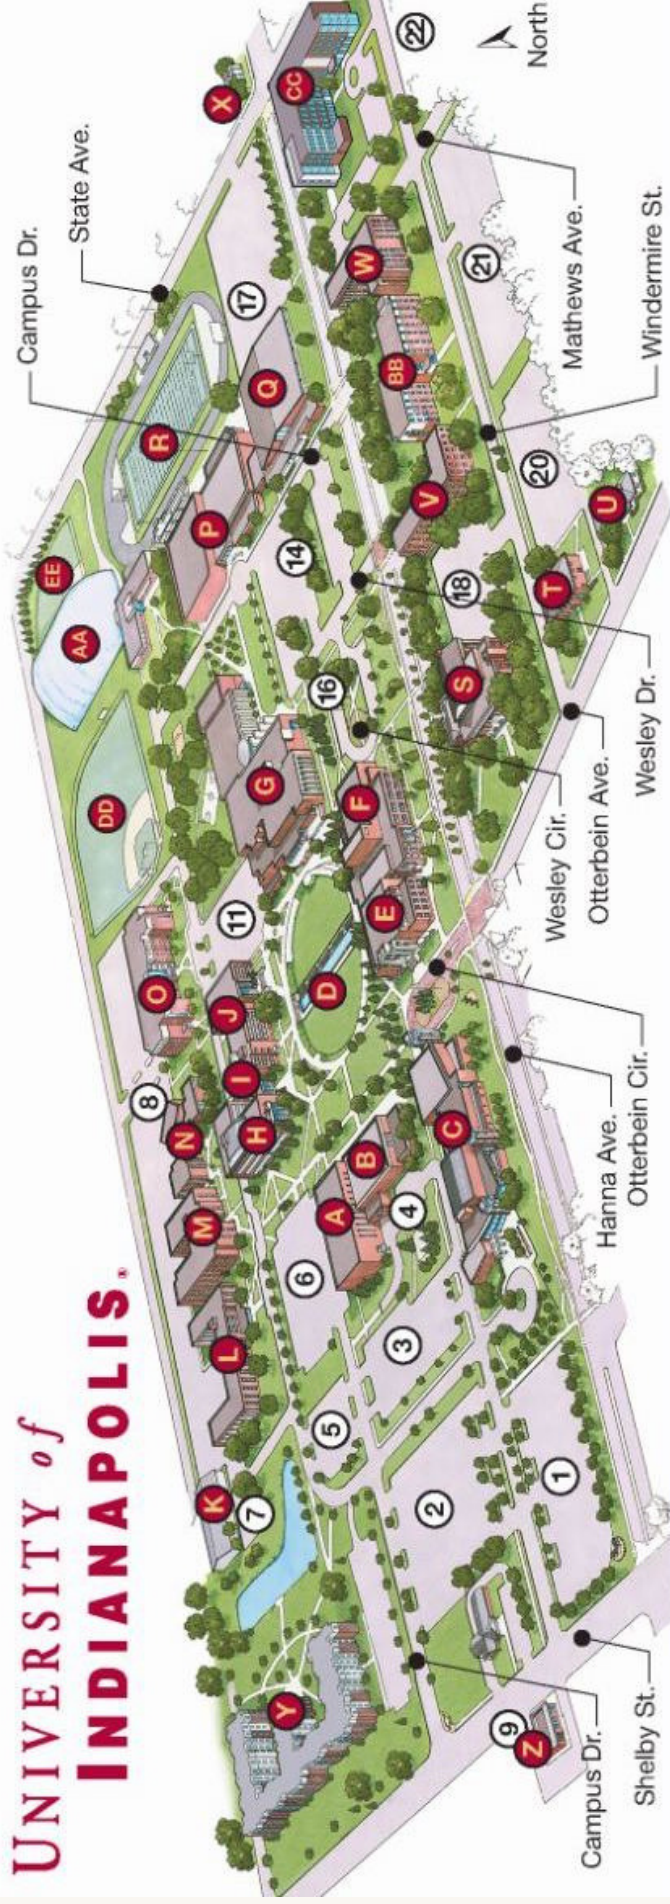 UNIVERSITY of
INDIANAPOLIS®
Campus Dr.
State Ave.
X
CC
22
North
R
17
Q
W
21
Mathews Ave.
EE
P
BB
Windermire St.
AA
14
V
20
U
18
T
DD
16
S
G
F
Wesley Dr.
Wesley Cir.
Otterbein Ave.
11
E
O
J
D
8
I
N
H
B
C
Hanna Ave.
Otterbein Cir.
M
A
4
6
L
3
5
K
7
2
1
Y
9
Z
Campus Dr.
Shelby St.